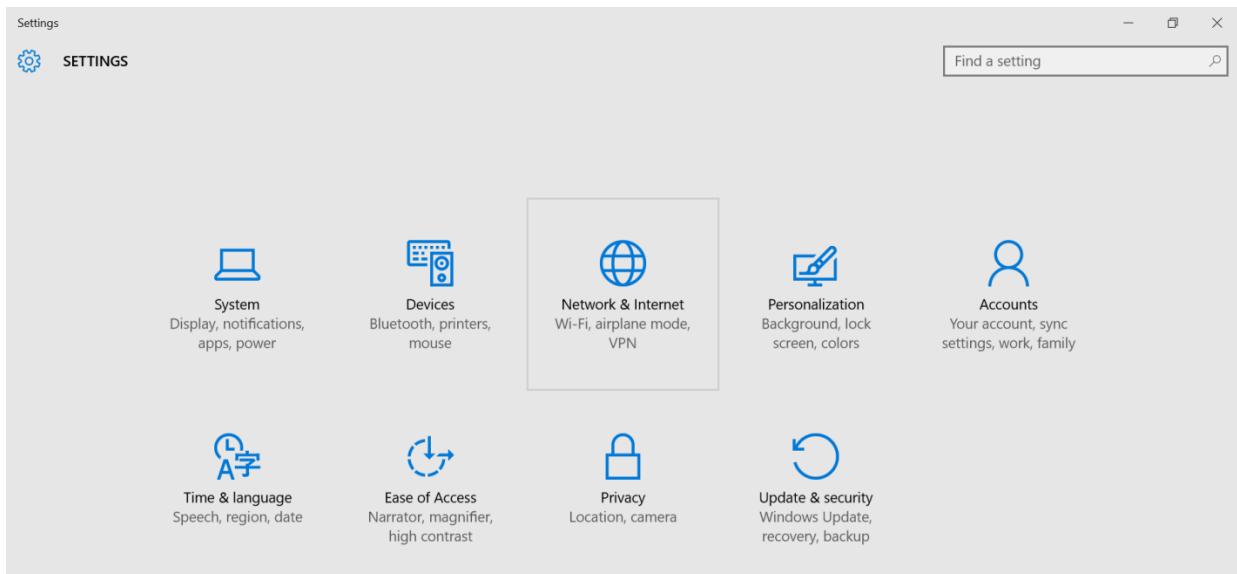 Settings
SETTINGS
Find a setting
System
Display, notifications,
apps, power
Devices
Bluetooth, printers,
mouse
Network & Internet
Wi-Fi, airplane mode,
VPN
Personalization
Background, lock
screen, colors
Accounts
Your account, sync
settings, work, family
Time & language
Speech, region, date
Ease of Access
Narrator, magnifier,
high contrast
Privacy
Location, camera
Update & security
Windows Update,
recovery, backup